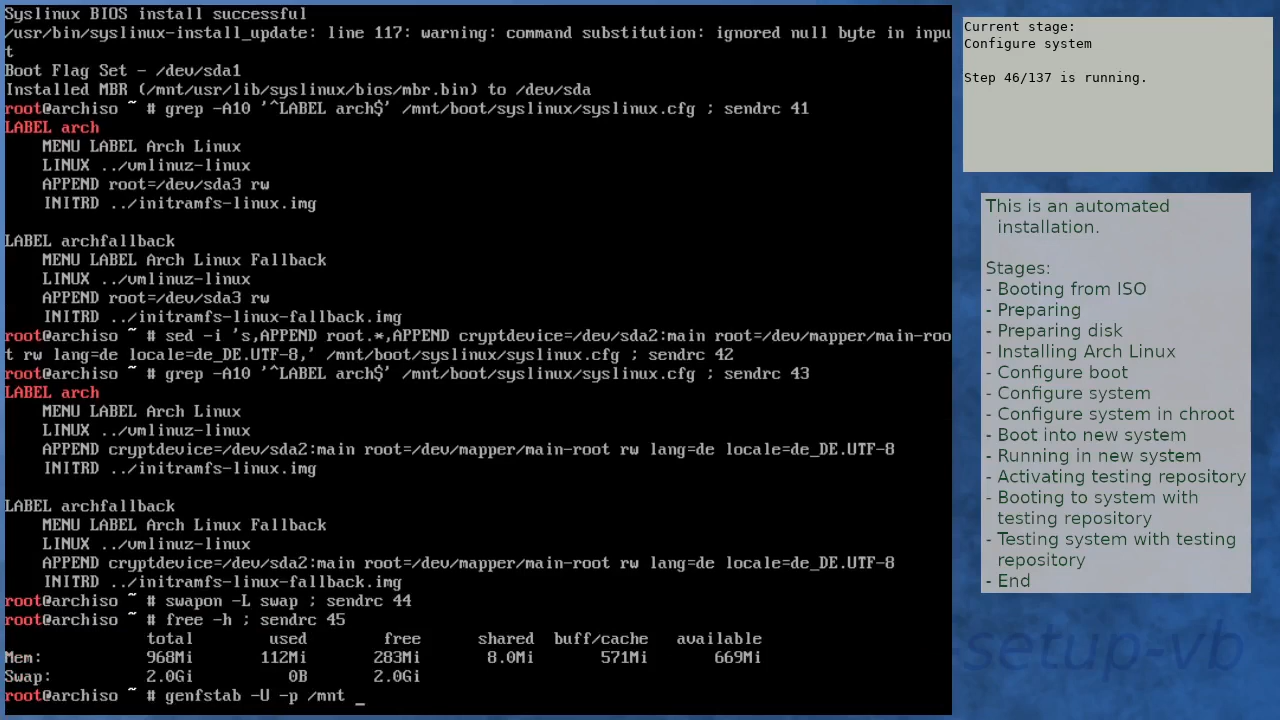 Syslinux BIOS install successful
/usr/bin/syslinux-install_update: line 117: warning: command substitution: ignored null byte in inpu
t
Boot Flag Set - /dev/sda1
Installed MBR (/mnt/usr/lib/syslinux/bios/mbr.bin) to /dev/sda
root@archiso ~ # grep -A10 '^LABEL arch$' /mnt/boot/syslinux/syslinux.cfg ; sendrc 41
LABEL arch
    MENU LABEL Arch Linux
    LINUX ../vmlinuz-linux
    APPEND root=/dev/sda3 rw
    INITRD ../initramfs-linux.img

LABEL archfallback
    MENU LABEL Arch Linux Fallback
    LINUX ../vmlinuz-linux
    APPEND root=/dev/sda3 rw
    INITRD ../initramfs-linux-fallback.img
root@archiso ~ # sed -i 's,APPEND root.*,APPEND cryptdevice=/dev/sda2:main root=/dev/mapper/main-roo
t rw lang=de locale=de_DE.UTF-8,' /mnt/boot/syslinux/syslinux.cfg ; sendrc 42
root@archiso ~ # grep -A10 '^LABEL arch$' /mnt/boot/syslinux/syslinux.cfg ; sendrc 43
LABEL arch
    MENU LABEL Arch Linux
    LINUX ../vmlinuz-linux
    APPEND cryptdevice=/dev/sda2:main root=/dev/mapper/main-root rw lang=de locale=de_DE.UTF-8
    INITRD ../initramfs-linux.img

LABEL archfallback
    MENU LABEL Arch Linux Fallback
    LINUX ../vmlinuz-linux
    APPEND cryptdevice=/dev/sda2:main root=/dev/mapper/main-root rw lang=de locale=de_DE.UTF-8
    INITRD ../initramfs-linux-fallback.img
root@archiso ~ # swapon -L swap ; sendrc 44
root@archiso ~ # free -h ; sendrc 45
               total        used        free      shared  buff/cache   available
Mem:           968Mi       112Mi       283Mi       8.0Mi       571Mi       669Mi
Swap:          2.0Gi          0B       2.0Gi
root@archiso ~ # genfstab -U -p /mnt _
Current stage:
Configure system

Step 46/137 is running.
This is an automated
installation.

Stages:
- Booting from ISO
- Preparing
- Preparing disk
- Installing Arch Linux
- Configure boot
- Configure system
- Configure system in chroot
- Boot into new system
- Running in new system
- Activating testing repository
- Booting to system with
testing repository
- Testing system with testing
repository
- End
-setup-vb